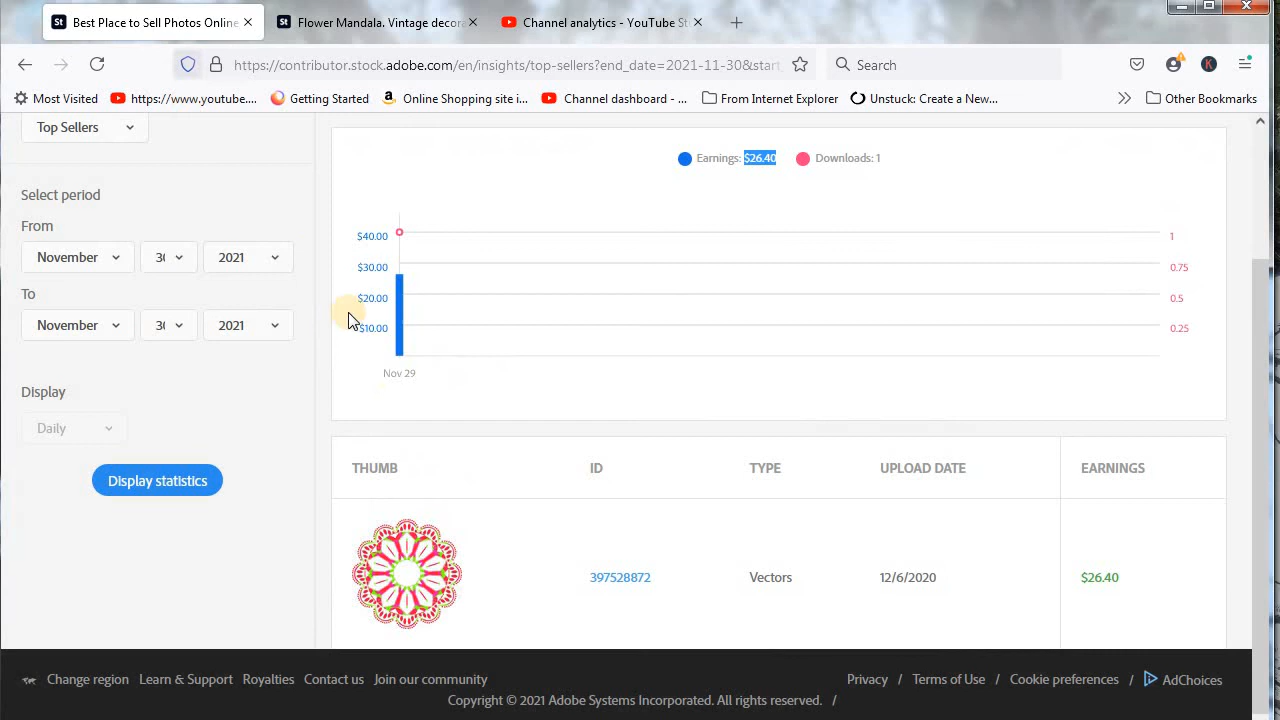 Best Place to Sell Photos Online
Flower Mandala. Vintage decora
Channel analytics - YouTube St
https://contributor.stock.adobe.com/en/insights/top-sellers?end_date=2021-11-30&start
Search
Most Visited
https://www.youtube....
Getting Started
Online Shopping site i...
Channel dashboard - ...
From Internet Explorer
Unstuck: Create a New...
Other Bookmarks
Top Sellers
Earnings: $26.40
Downloads: 1
Select period
From
November 30 2021
To
November 30 2021
Display
Daily
Display statistics
$40.00
$30.00
$20.00
$10.00
1
0.75
0.5
0.25
Nov 29
THUMB ID TYPE UPLOAD DATE EARNINGS
397528872 Vectors 12/6/2020 $26.40
Change region Learn & Support Royalties Contact us Join our community
Privacy / Terms of Use / Cookie preferences / AdChoices
Copyright © 2021 Adobe Systems Incorporated. All rights reserved. /